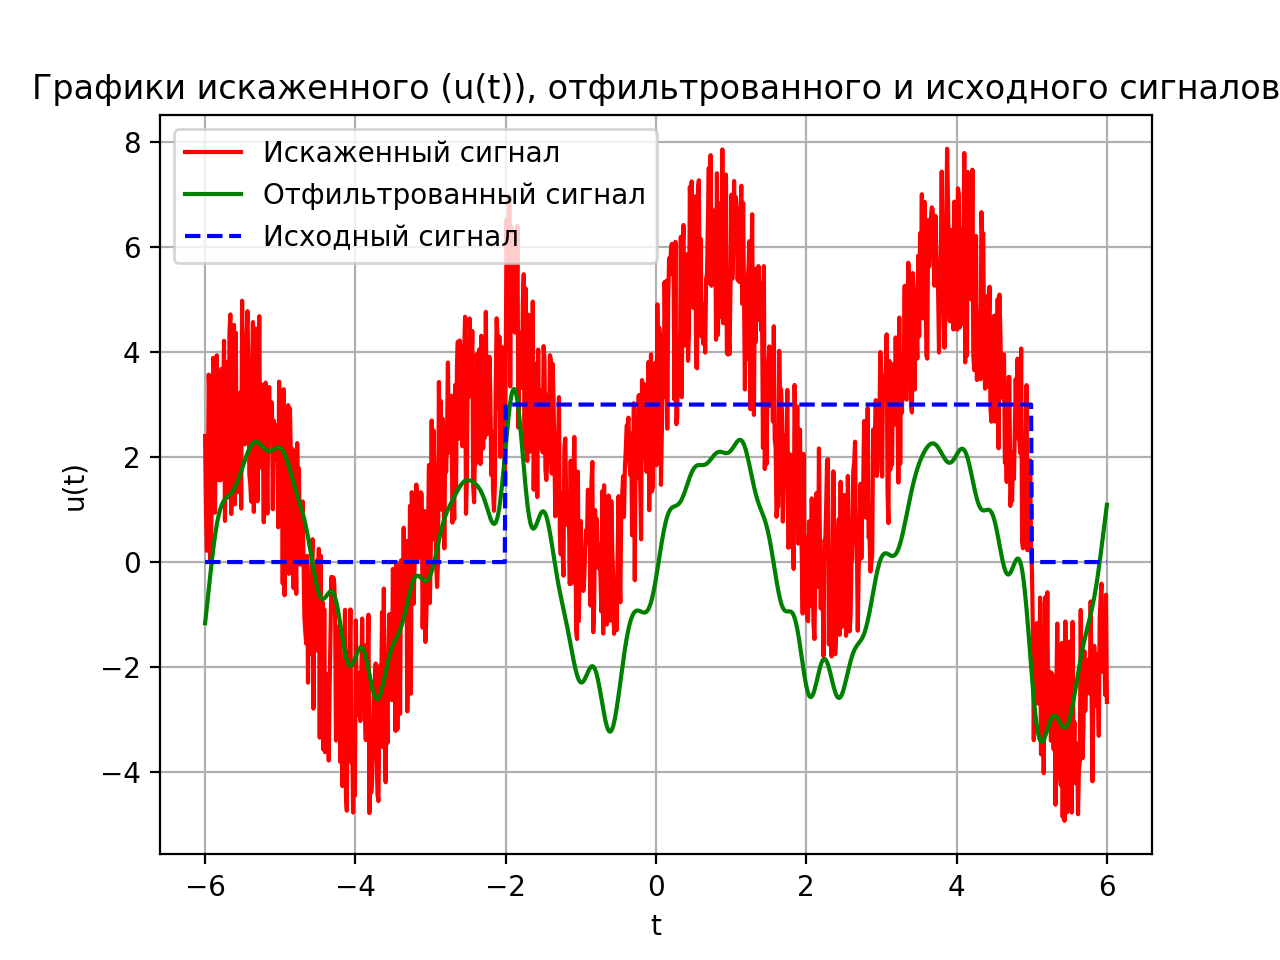 Графики искаженного (u(t)), отфильтрованного и исходного сигналов
8
6
4
2
0
−2
−4
u(t)
Искаженный сигнал
Отфильтрованный сигнал
Исходный сигнал
−6 −4 −2 0 2 4 6
t